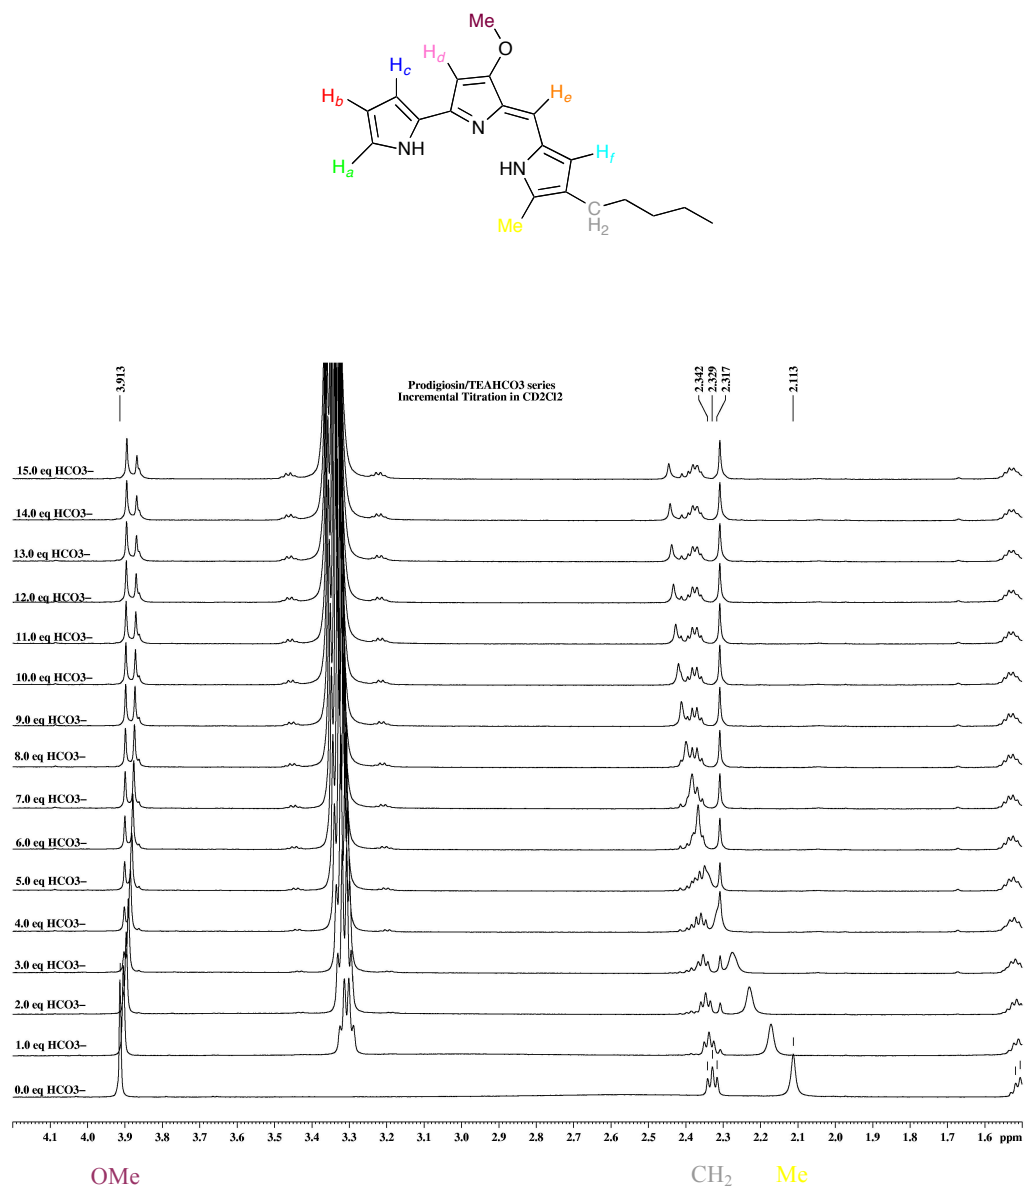 Me
O
H_d
H_c
H_e
H_b
N
H_f
NH
HN
H_a
C
H_2
Me
3.913
2.342
2.329
2.317
2.113
Prodigiosin/TEAHCO3 series
Incremental Titration in CD2Cl2
15.0 eq HCO3−
14.0 eq HCO3−
13.0 eq HCO3−
12.0 eq HCO3−
11.0 eq HCO3−
10.0 eq HCO3−
9.0 eq HCO3−
8.0 eq HCO3−
7.0 eq HCO3−
6.0 eq HCO3−
5.0 eq HCO3−
4.0 eq HCO3−
3.0 eq HCO3−
2.0 eq HCO3−
1.0 eq HCO3−
0.0 eq HCO3−
4.1 4.0 3.9 3.8 3.7 3.6 3.5 3.4 3.3 3.2 3.1 3.0 2.9 2.8 2.7 2.6 2.5 2.4 2.3 2.2 2.1 2.0 1.9 1.8 1.7 1.6 ppm
OMe CH₂ Me